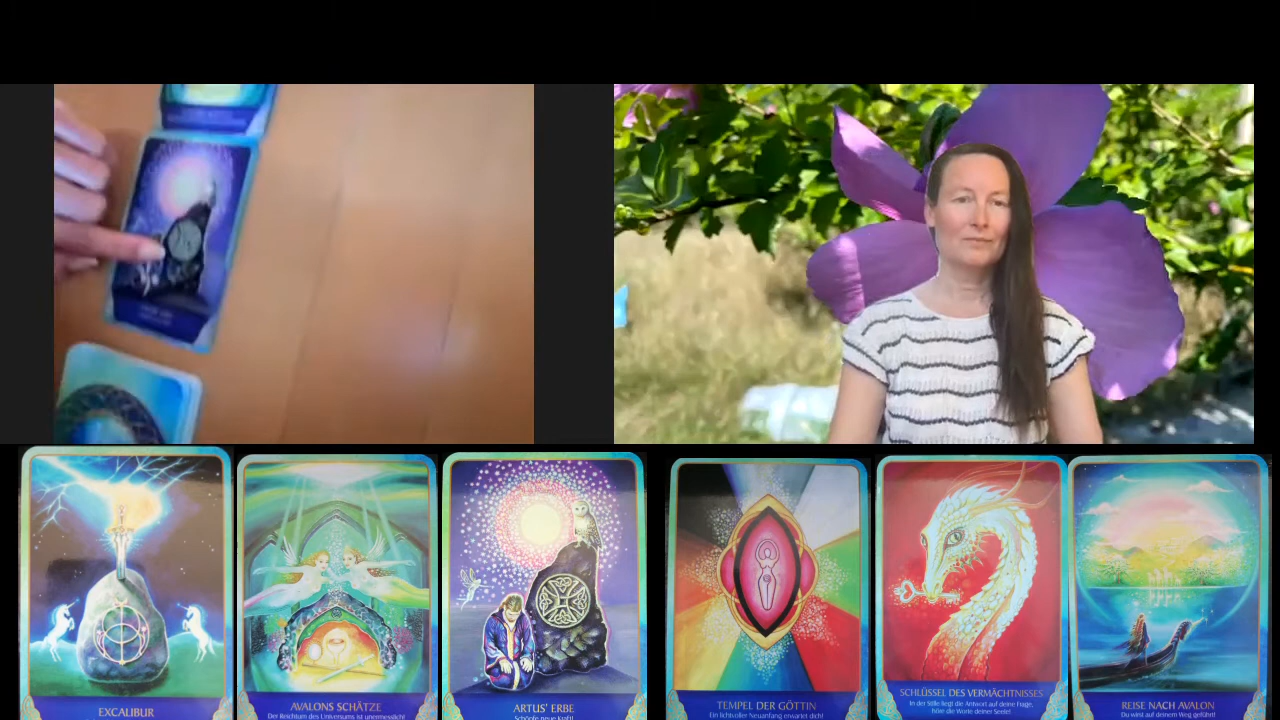 EXCALIBUR
AVALONS SCHÄTZE
Der Reichtum des Universums ist unermesslich!
ARTUS' ERBE
Schöpfe neue Kraft!
TEMPEL DER GÖTTIN
Ein lichtvoller Neuanfang erwartet dich!
SCHLÜSSEL DES VERMÄCHTNISSES
In der Stille liegt die Antwort auf deine Frage,
höre die Worte deiner Seele!
REISE NACH AVALON
Du wirst auf deinem Weg geführt!